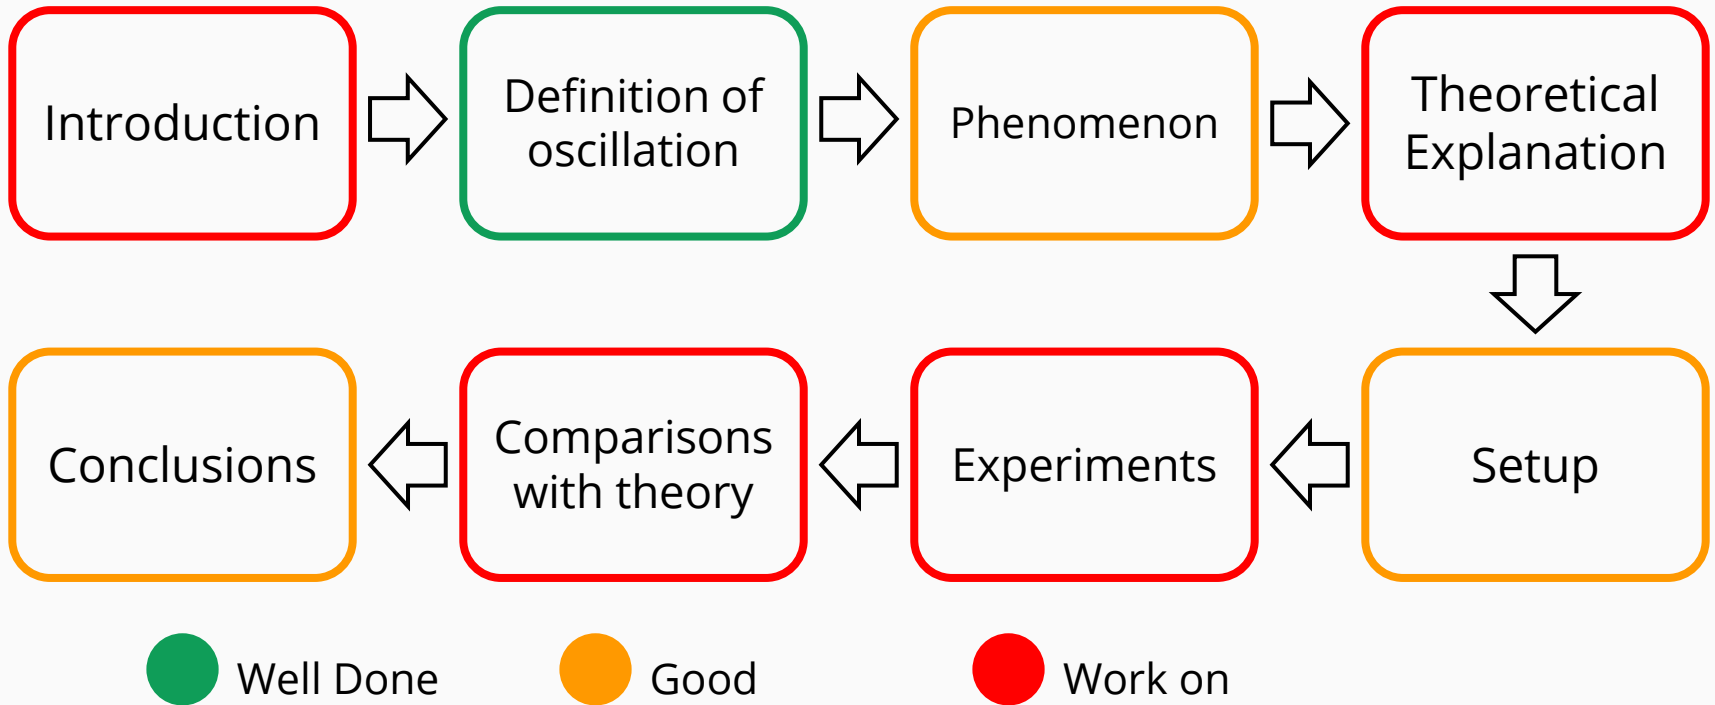 Introduction
Definition of
oscillation
Phenomenon
Theoretical
Explanation
Setup
Experiments
Comparisons
with theory
Conclusions
Well Done
Good
Work on